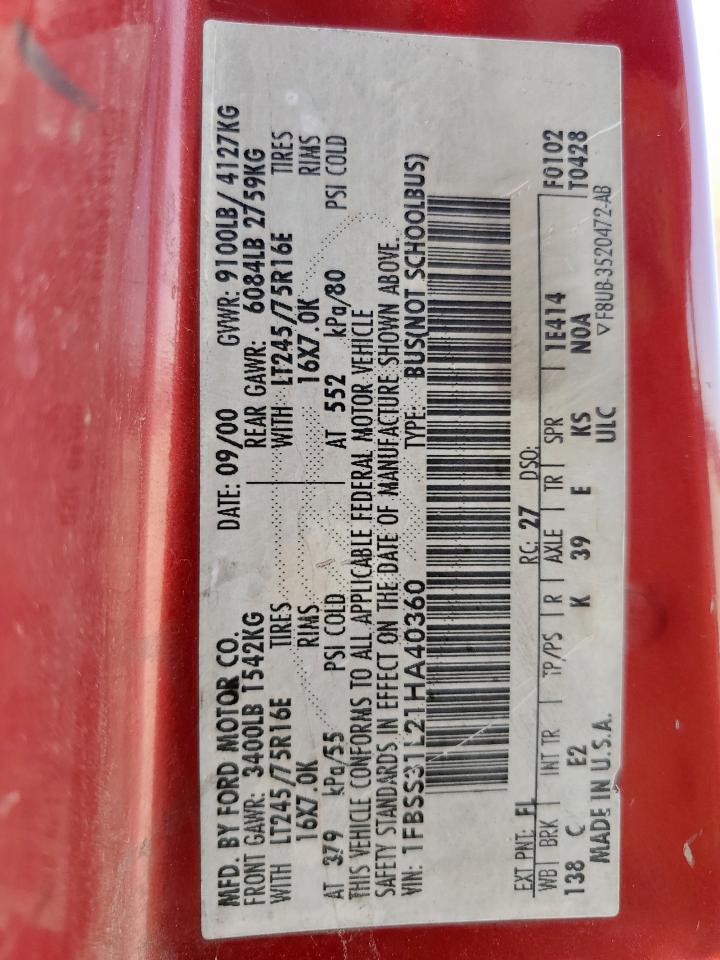 MFD. BY FORD MOTOR CO. DATE: 09/00 GVWR: 9100LB/ 4127KG
FRONT GAWR: 3400LB 1542KG REAR GAWR: 6084LB 2759KG
WITH LT245/75R16E TIRES WITH LT245/75R16E TIRES
16X7.0K RIMS 16X7.0K RIMS
AT 379 kPa/55 PSI COLD AT 552 kPa/80 PSI COLD
THIS VEHICLE CONFORMS TO ALL APPLICABLE FEDERAL MOTOR VEHICLE
SAFETY STANDARDS IN EFFECT ON THE DATE OF MANUFACTURE SHOWN ABOVE.
VIN: 1FBSS31L21HA40360 TYPE: BUS(NOT SCHOOLBUS)
EXT PNT: FL RC: 27 DSO:
WB BRK INT TR TP/PS R AXLE TR SPR 1E414 F0102
138 C E2 K 39 E KS N0A T0428
MADE IN U.S.A. ULC ▽F8UB-3520472-AB